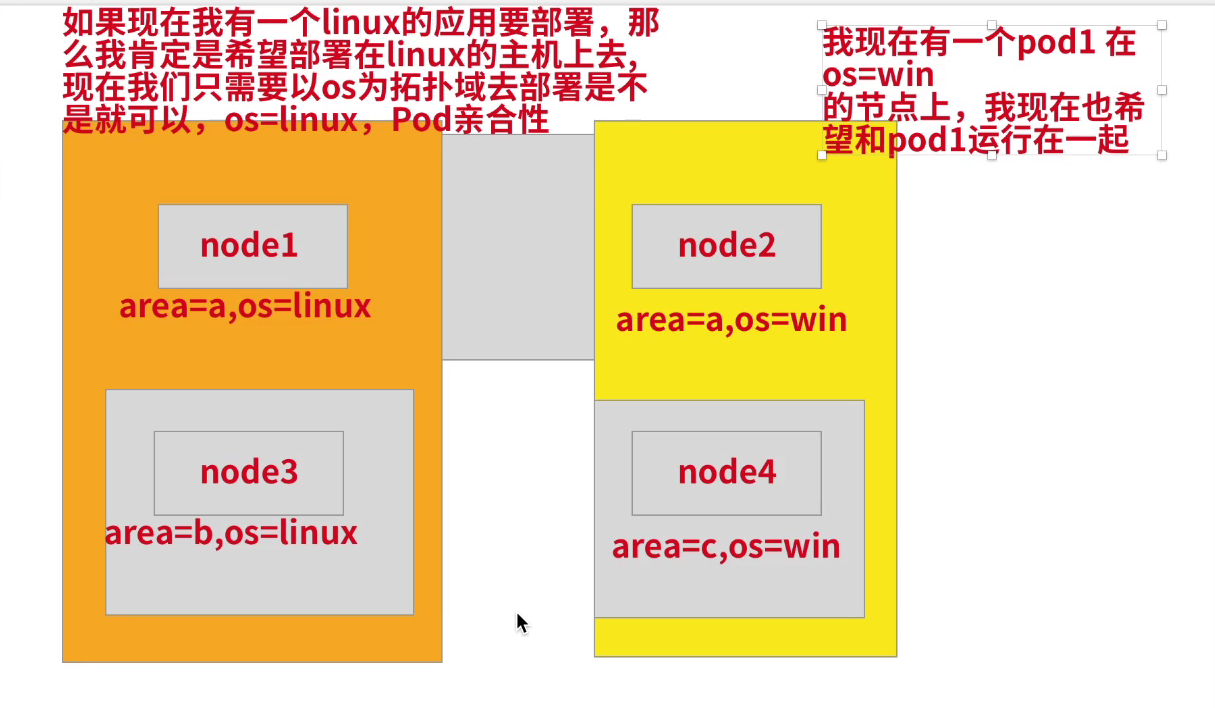 如果现在我有一个linux的应用要部署，那
么我肯定是希望部署在linux的主机上去,
现在我们只需要以os为拓扑域去部署是不
是就可以，os=linux，Pod亲合性
我现在有一个pod1 在
os=win
的节点上，我现在也希
望和pod1运行在一起
node1
area=a,os=linux
node2
area=a,os=win
node3
area=b,os=linux
node4
area=c,os=win